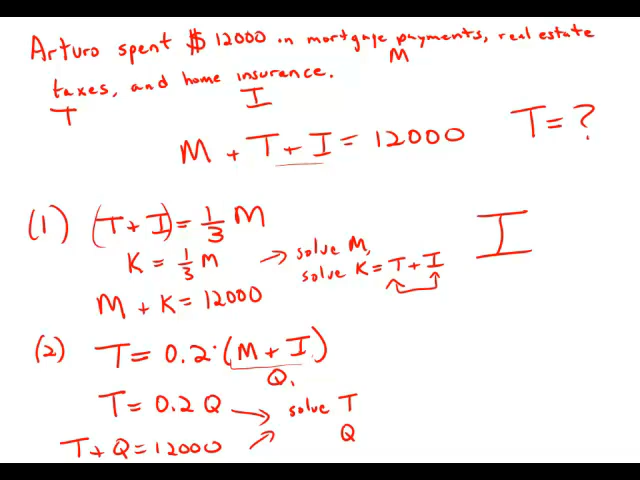 Arturo spent $ 12000 in mortgage payments, real estate
M
taxes, and home insurance.
T I
M + T + I = 12000 T = ?
(1) (T + I) = 1/3 M I
K = 1/3 M → solve M,
solve K = T + I
M + K = 12000
(2) T = 0.2 · (M + I)
Q.
T = 0.2 Q → solve T
Q
T + Q = 12000 →